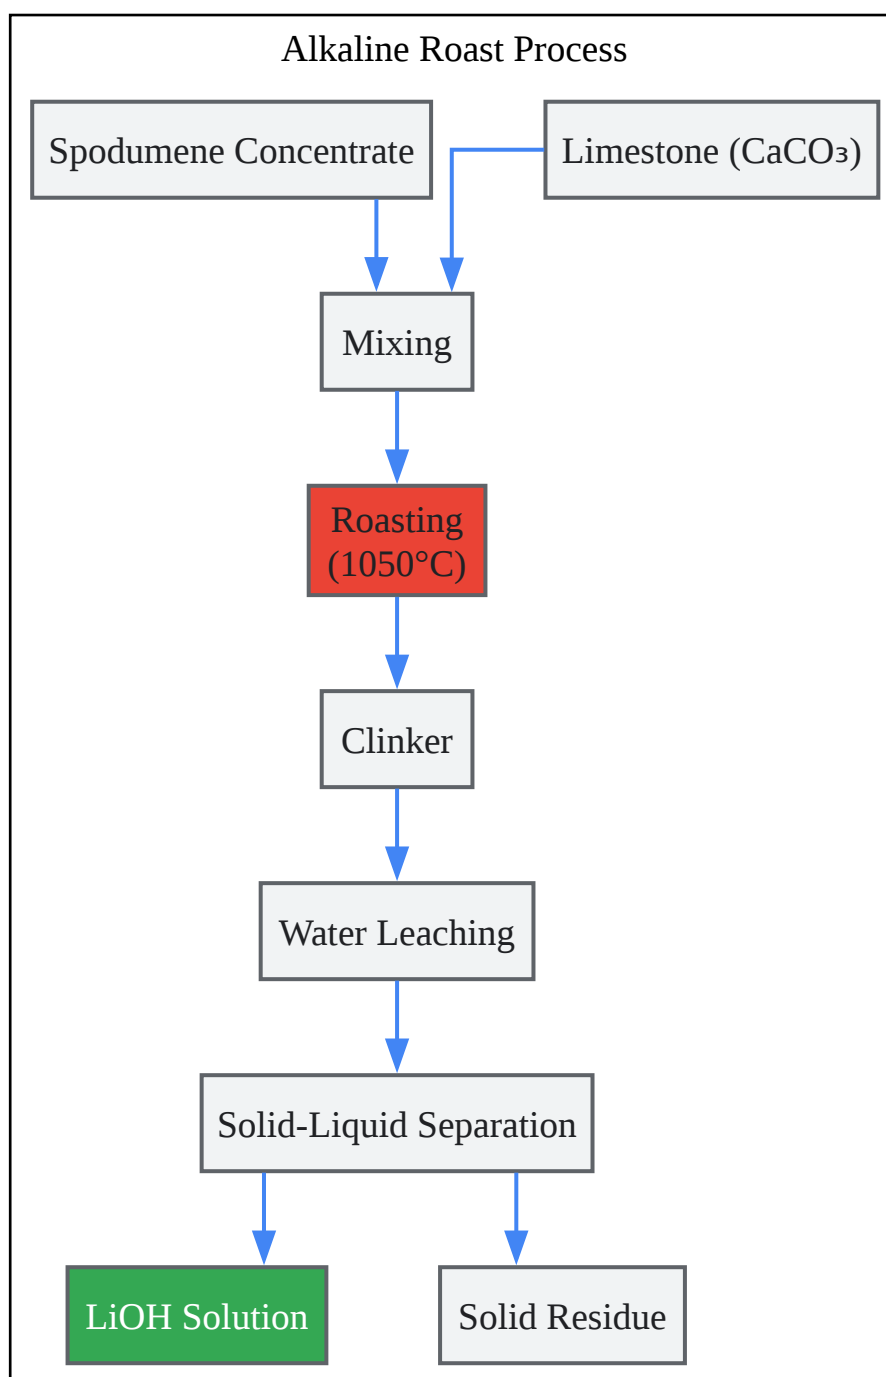 Alkaline Roast Process
Spodumene Concentrate
Limestone (CaCO₃)
Mixing
Roasting
(1050°C)
Clinker
Water Leaching
Solid-Liquid Separation
LiOH Solution
Solid Residue